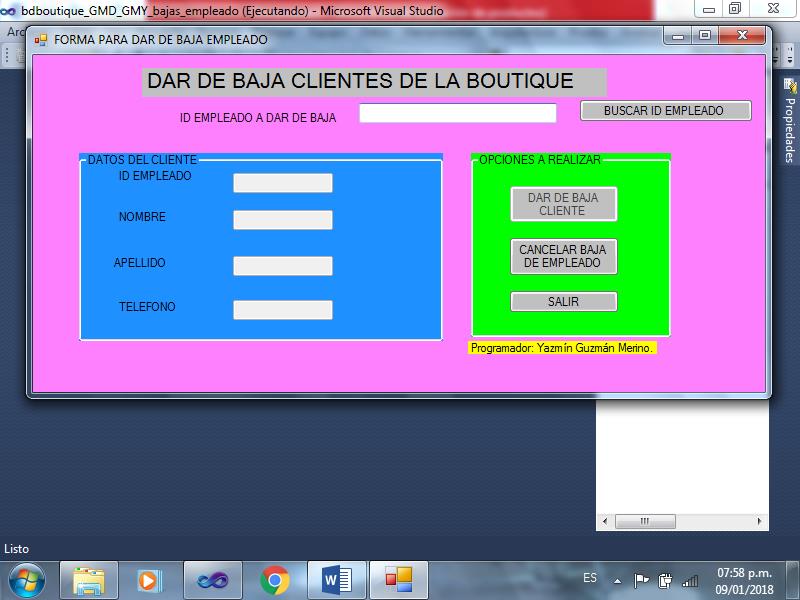 bdboutique_GMD_GMY_bajas_empleado (Ejecutando) - Microsoft Visual Studio
FORMA PARA DAR DE BAJA EMPLEADO
DAR DE BAJA CLIENTES DE LA BOUTIQUE
ID EMPLEADO A DAR DE BAJA
BUSCAR ID EMPLEADO
DATOS DEL CLIENTE
ID EMPLEADO
NOMBRE
APELLIDO
TELEFONO
OPCIONES A REALIZAR
DAR DE BAJA
CLIENTE
CANCELAR BAJA
DE EMPLEADO
SALIR
Programador: Yazmín Guzmán Merino.
Propiedades
Listo
ES
07:58 p.m.
09/01/2018